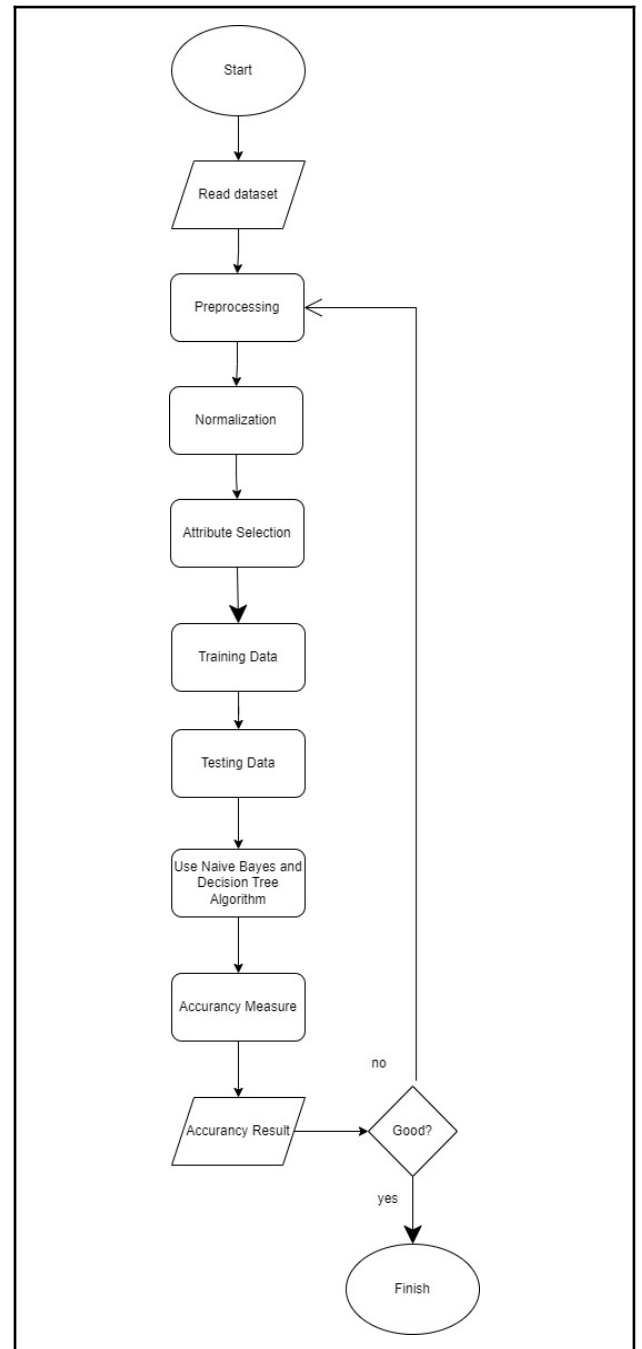 Start
Read dataset
Preprocessing
Normalization
Attribute Selection
Training Data
Testing Data
Use Naive Bayes and
Decision Tree
Algorithm
Accurancy Measure
Accurancy Result
no
Good?
yes
Finish